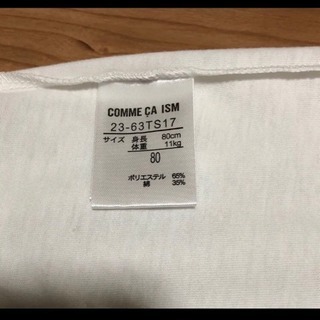 COMME ÇA ISM
23-63TS17
サイズ 身長 80cm
体重 11kg
80
ポリエステル 65%
綿 35%